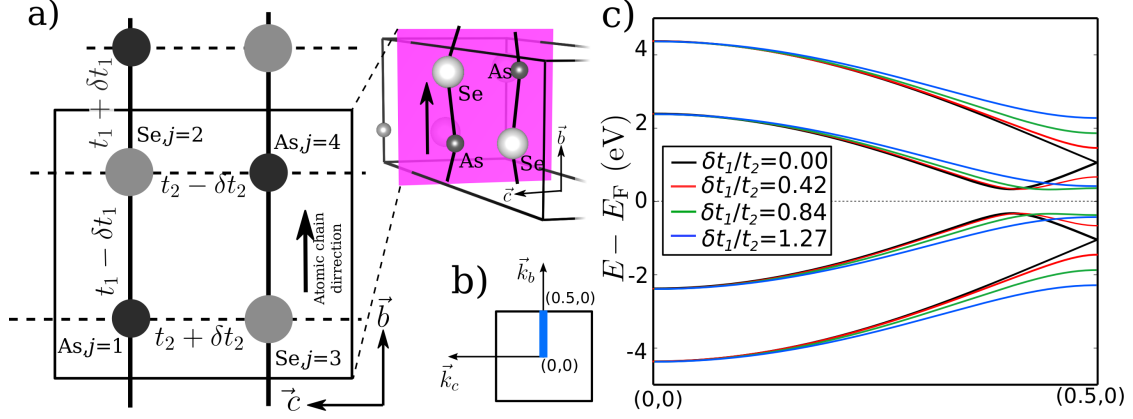 a)
t₁ + δt₁
Se,j=2
As,j=4
t₂ − δt₂
t₁ − δt₁
Atomic chain
dirrection
As,j=1
t₂ + δt₂
Se,j=3
b⃗
c⃗
As
Se
As
Se
b⃗
c⃗
b)
k⃗_b
(0.5,0)
(0,0)
k⃗_c
c)
E − E_F (eV)
4
2
0
-2
-4
δt₁/t₂=0.00
δt₁/t₂=0.42
δt₁/t₂=0.84
δt₁/t₂=1.27
(0,0)
(0.5,0)